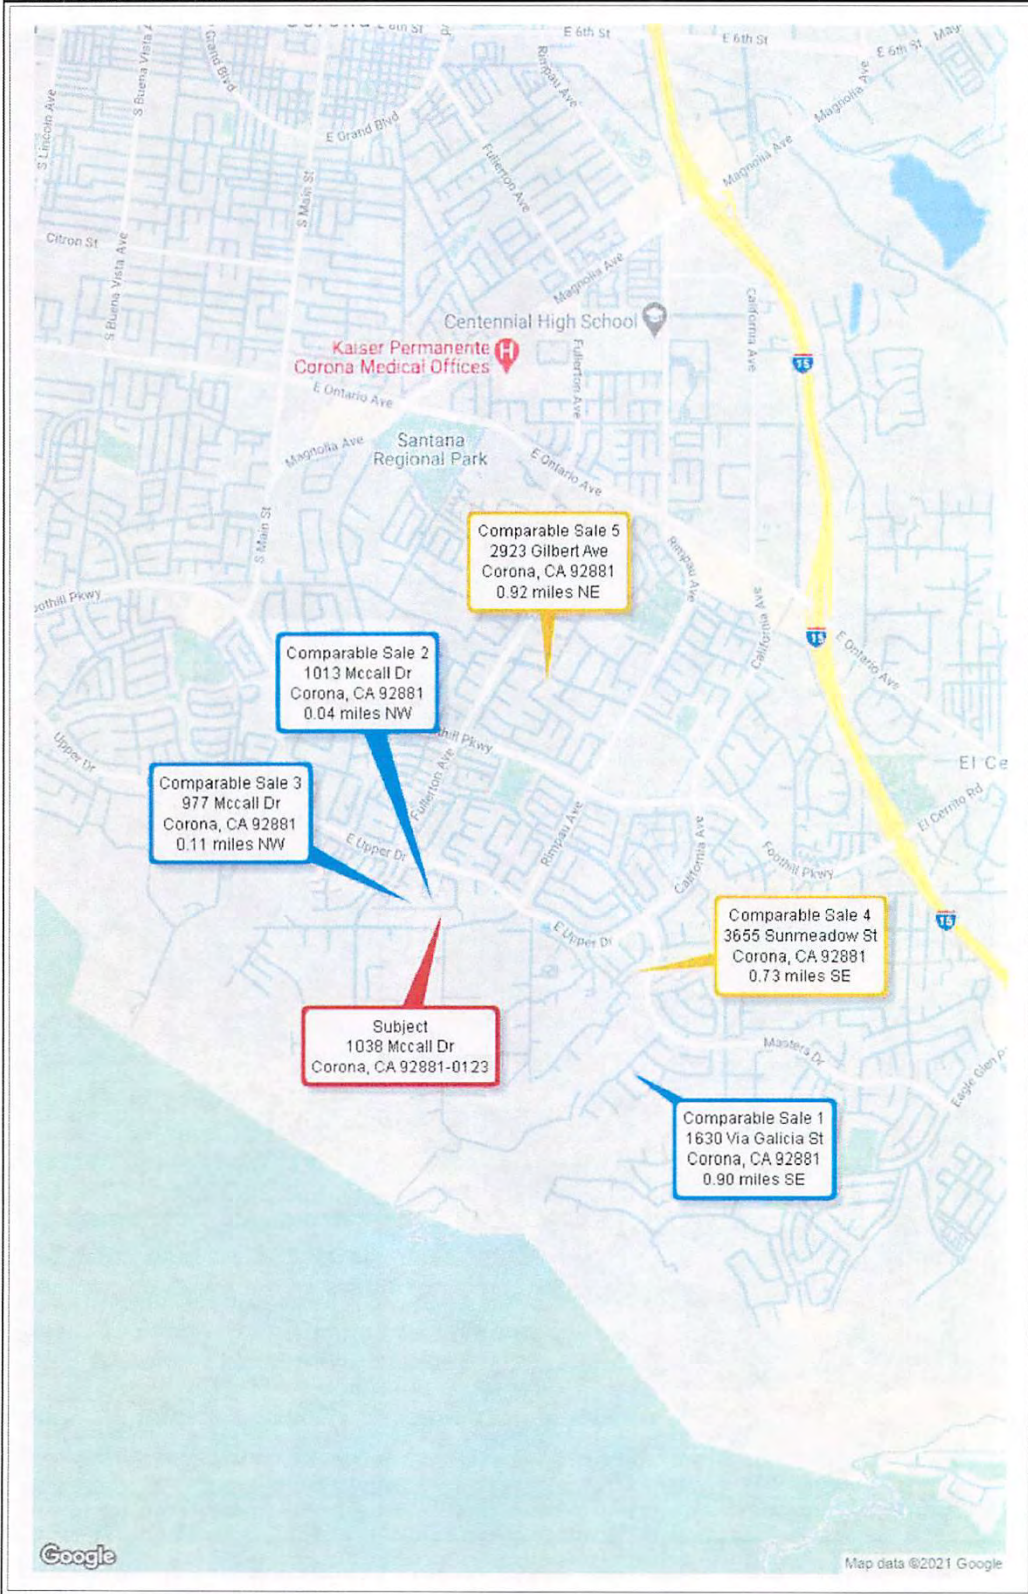 E 6th St
E 6th St
E 6th St
Grand Blvd
S Buena Vista
Rimpau Ave
Magnolia Ave
S Lincoln Ave
E Grand Blvd
Fullerton Ave
Magnolia Ave
S Main St
Citron St
S Buena Vista Ave
Magnolia Ave
California Ave
Centennial High School
Kaiser Permanente
Corona Medical Offices
H
Fullerton Ave
15
E Ontario Ave
Santana
Regional Park
Magnolia Ave
E Ontario Ave
S Main St
Comparable Sale 5
2923 Gilbert Ave
Corona, CA 92881
0.92 miles NE
Rimpau Ave
California Ave
oothill Pkwy
15
E Ontario Ave
Comparable Sale 2
1013 Mccall Dr
Corona, CA 92881
0.04 miles NW
Upper Dr
thill Pkwy
El Ce
Comparable Sale 3
977 Mccall Dr
Corona, CA 92881
0.11 miles NW
Fullerton Ave
El Cerrito Rd
E Upper Dr
Rimpau Ave
California Ave
Foothill Pkwy
Comparable Sale 4
3655 Sunmeadow St
Corona, CA 92881
0.73 miles SE
15
E Upper Dr
Subject
1038 Mccall Dr
Corona, CA 92881-0123
Masters Dr
Eagle Glen P
Comparable Sale 1
1630 Via Galicia St
Corona, CA 92881
0.90 miles SE
Google
Map data ©2021 Google